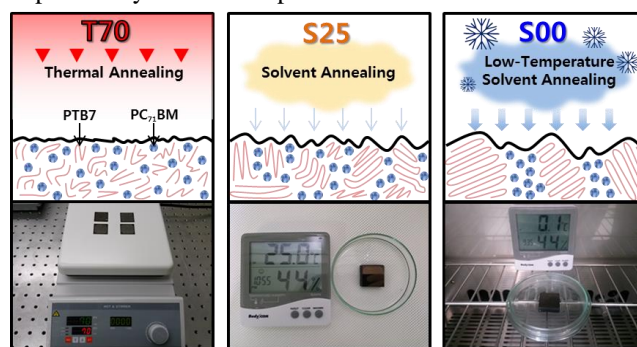 T70
Thermal Annealing
PTB7
PC71BM
S25
Solvent Annealing
S00
Low-Temperature
Solvent Annealing
25.0°C
44%
0.1°C
44%